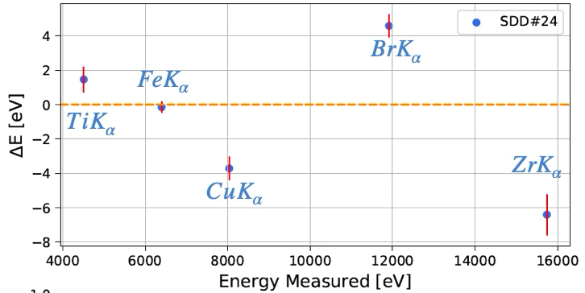 4
2
0
−2
−4
−6
−8
ΔE [eV]
SDD#24
BrKα
FeKα
TiKα
CuKα
ZrKα
4000 6000 8000 10000 12000 14000 16000
Energy Measured [eV]